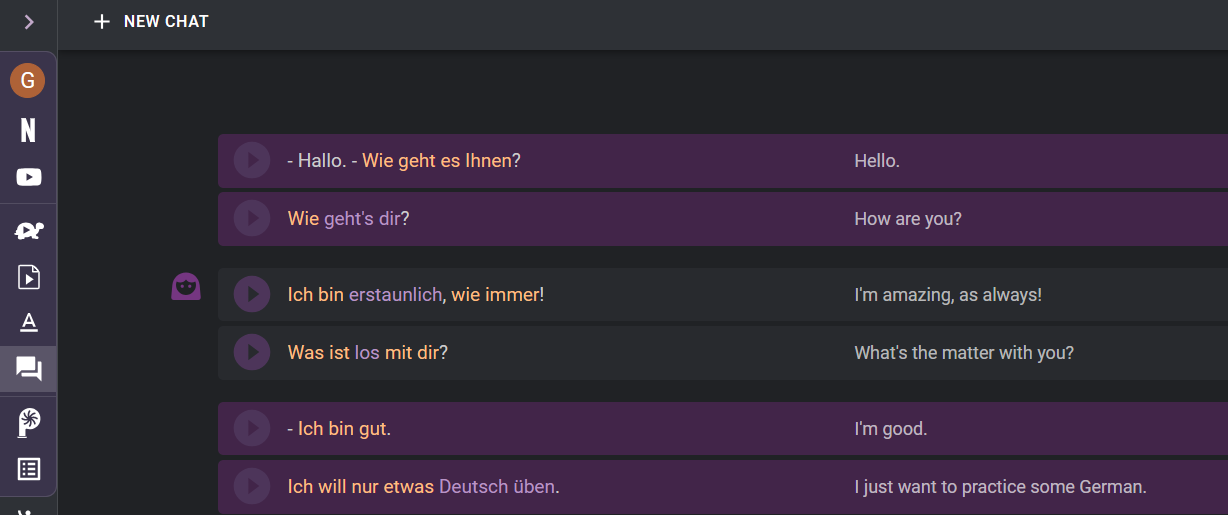 NEW CHAT
G
N
- Hallo. - Wie geht es Ihnen? Hello.
Wie geht's dir? How are you?
Ich bin erstaunlich, wie immer! I'm amazing, as always!
Was ist los mit dir? What's the matter with you?
A
- Ich bin gut. I'm good.
Ich will nur etwas Deutsch üben. I just want to practice some German.